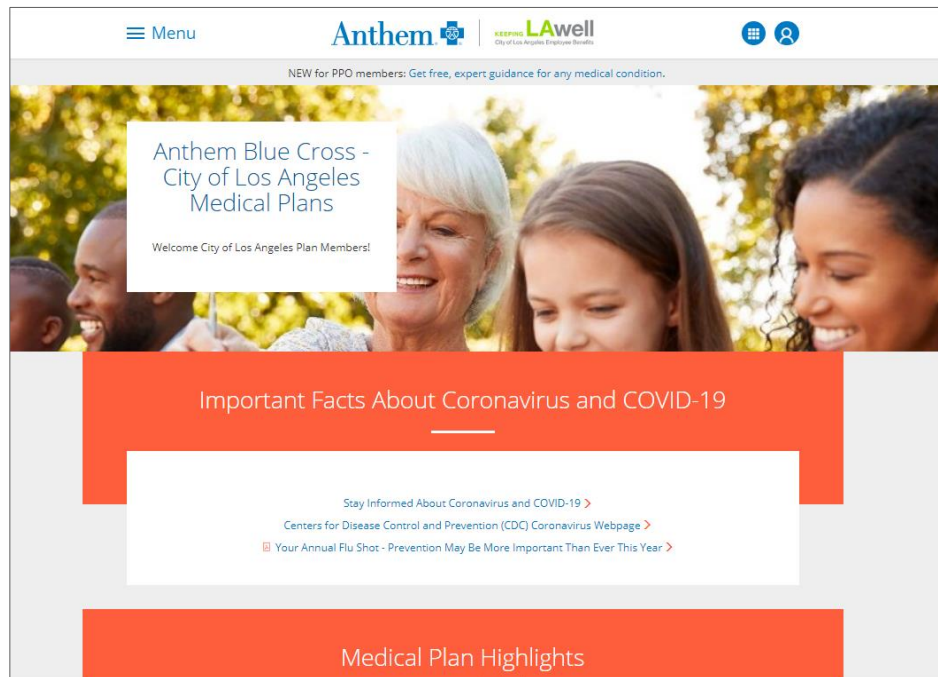 Menu
Anthem
KEEPING LAwell
City of Los Angeles Employee Benefits
NEW for PPO members: Get free, expert guidance for any medical condition.
Anthem Blue Cross -
City of Los Angeles
Medical Plans
Welcome City of Los Angeles Plan Members!
Important Facts About Coronavirus and COVID-19
Stay Informed About Coronavirus and COVID-19 >
Centers for Disease Control and Prevention (CDC) Coronavirus Webpage >
Your Annual Flu Shot - Prevention May Be More Important Than Ever This Year >
Medical Plan Highlights